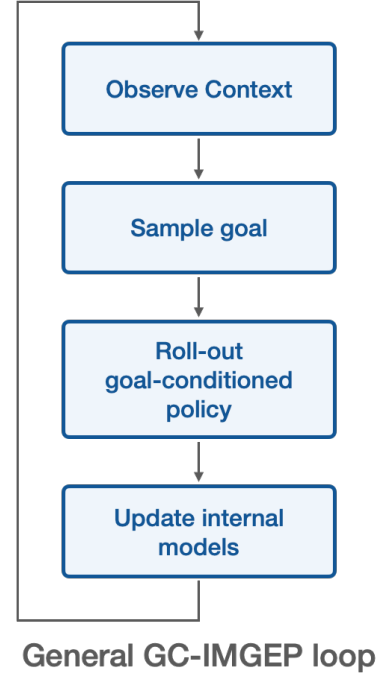 Observe Context
Sample goal
Roll-out
goal-conditioned
policy
Update internal
models
General GC-IMGEP loop